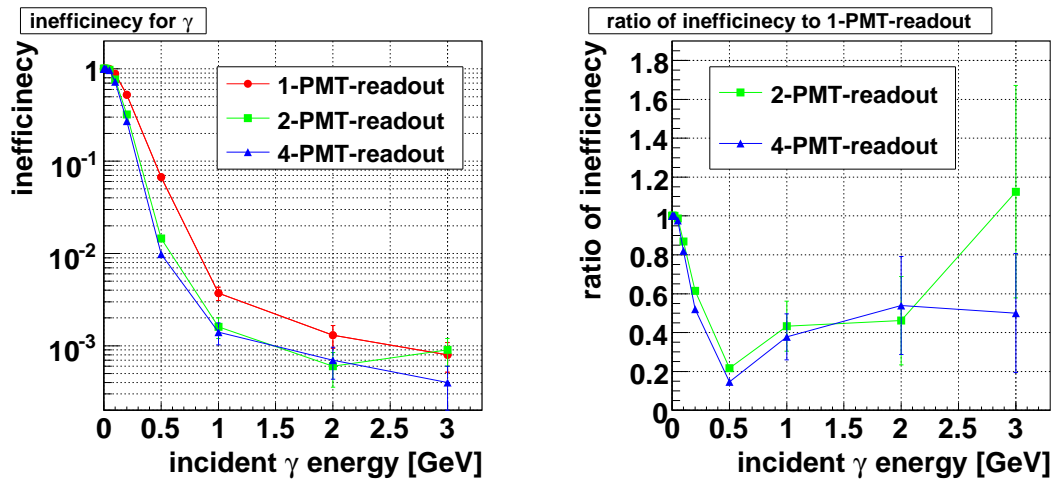 inefficinecy for γ
inefficinecy
1
10⁻¹
10⁻²
10⁻³
1-PMT-readout
2-PMT-readout
4-PMT-readout
0 0.5 1 1.5 2 2.5 3
incident γ energy [GeV]
ratio of inefficinecy to 1-PMT-readout
ratio of inefficinecy
1.8
1.6
1.4
1.2
1
0.8
0.6
0.4
0.2
0
2-PMT-readout
4-PMT-readout
0 0.5 1 1.5 2 2.5 3
incident γ energy [GeV]